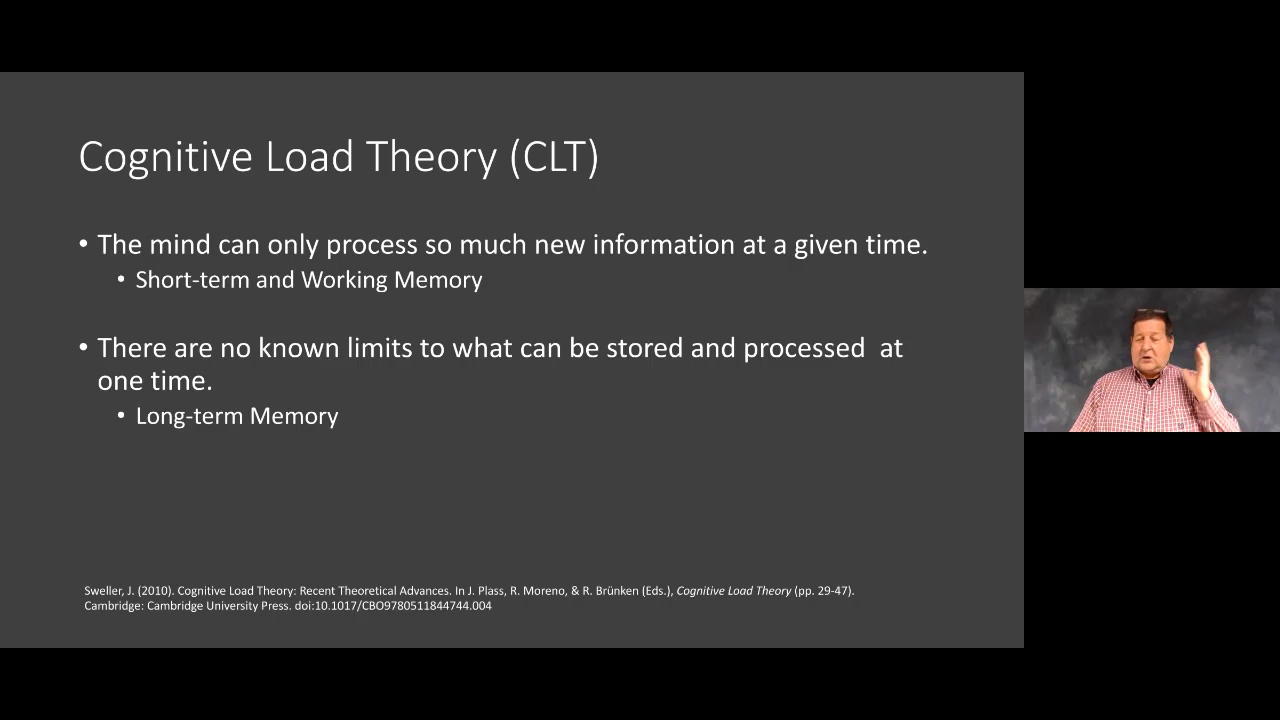 Cognitive Load Theory (CLT)
• The mind can only process so much new information at a given time.
• Short-term and Working Memory
• There are no known limits to what can be stored and processed  at
one time.
• Long-term Memory
Sweller, J. (2010). Cognitive Load Theory: Recent Theoretical Advances. In J. Plass, R. Moreno, & R. Brünken (Eds.), Cognitive Load Theory (pp. 29-47).
Cambridge: Cambridge University Press. doi:10.1017/CBO9780511844744.004